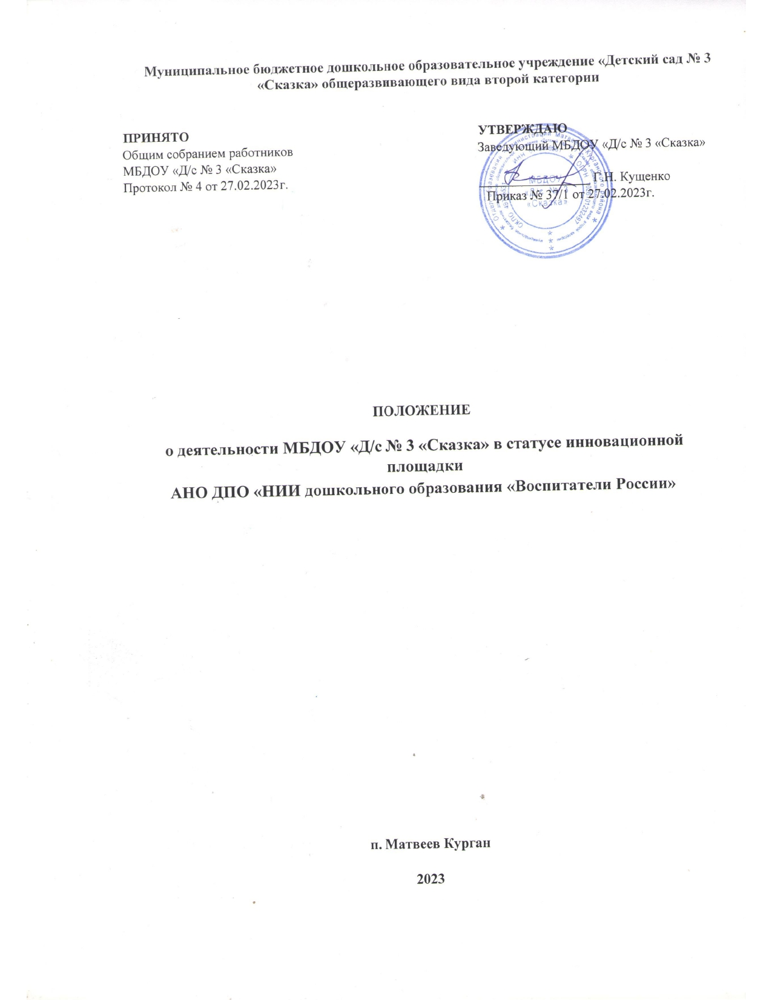 Муниципальное бюджетное дошкольное образовательное учреждение «Детский сад № 3
«Сказка» общеразвивающего вида второй категории
ПРИНЯТО
Общим собранием работников
МБДОУ «Д/с № 3 «Сказка»
Протокол № 4 от 27.02.2023г.
УТВЕРЖДАЮ
Заведующий МБДОУ «Д/с № 3 «Сказка»
Г.Н. Кущенко
Приказ № 37/1 от 27.02.2023г.
МБДОУ
«Д/с № 3
«Сказка»
ПОЛОЖЕНИЕ
о деятельности МБДОУ «Д/с № 3 «Сказка» в статусе инновационной
площадки
АНО ДПО «НИИ дошкольного образования «Воспитатели России»
п. Матвеев Курган
2023